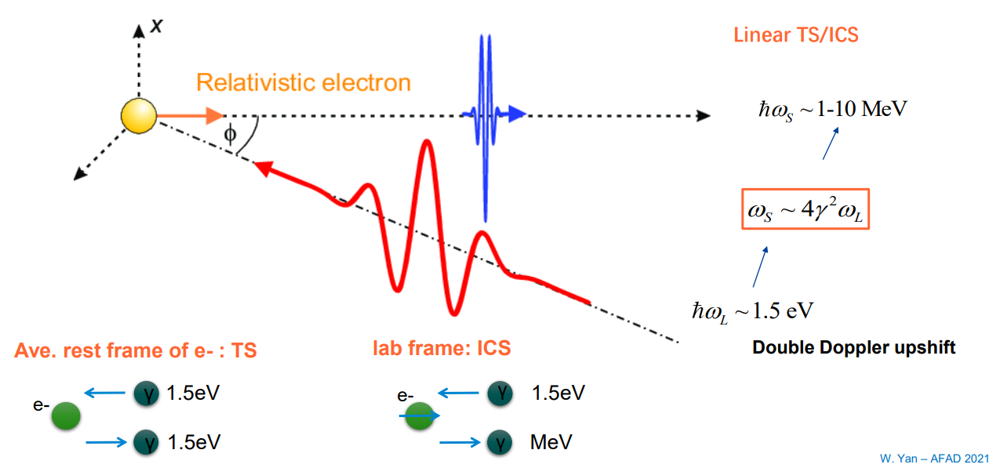 x
Linear TS/ICS
Relativistic electron
ℏω_S ~ 1-10 MeV
ϕ
ω_S ~ 4γ²ω_L
ℏω_L ~ 1.5 eV
Ave. rest frame of e- : TS
lab frame: ICS
Double Doppler upshift
e-
γ
1.5eV
γ
1.5eV
e-
γ
1.5eV
γ
MeV
W. Yan – AFAD 2021